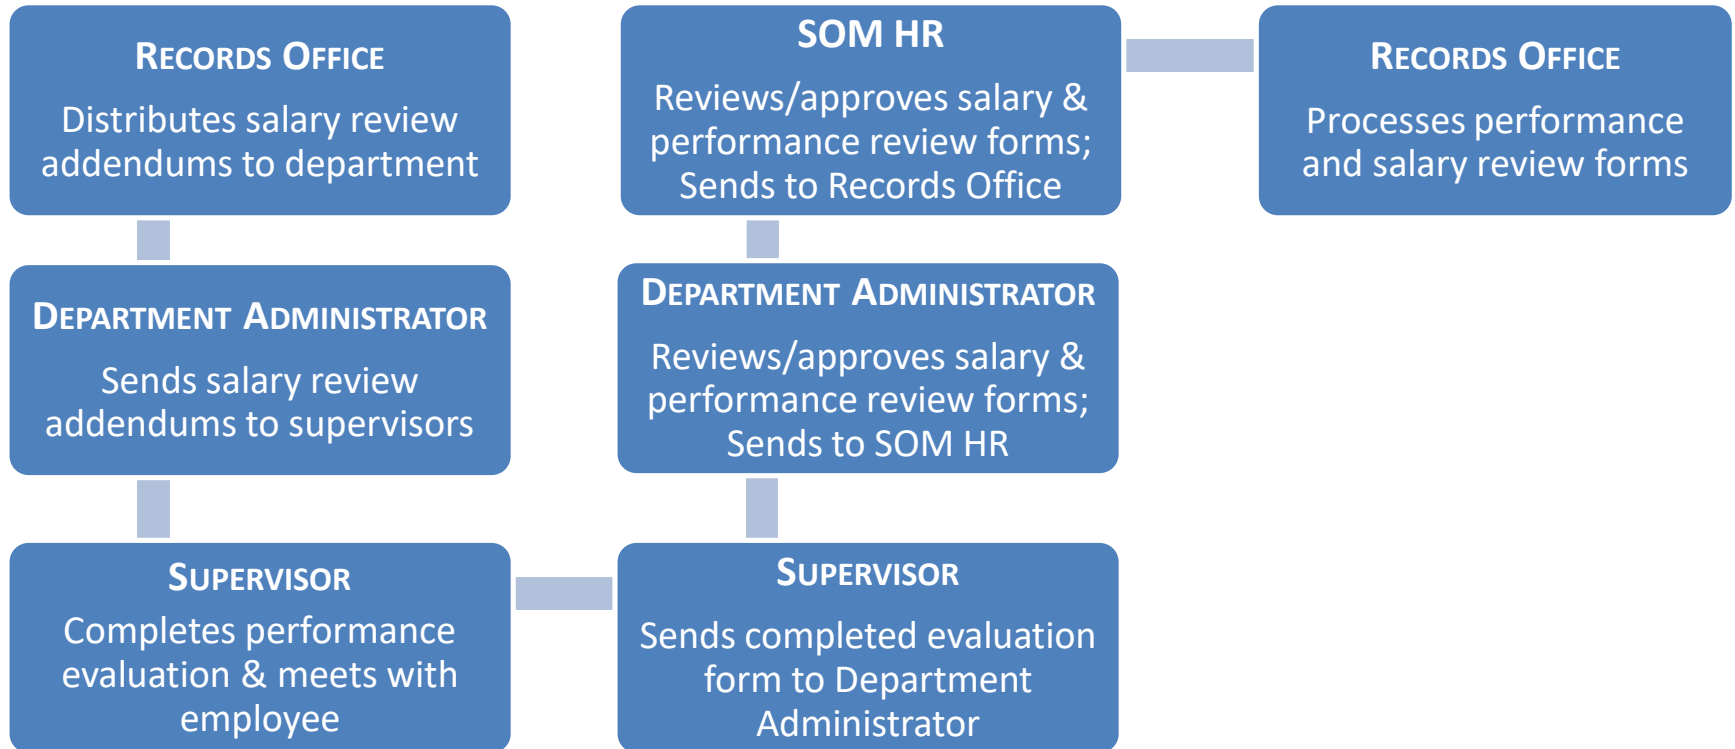 RECORDS OFFICE
Distributes salary review
addendums to department
DEPARTMENT ADMINISTRATOR
Sends salary review
addendums to supervisors
SUPERVISOR
Completes performance
evaluation & meets with
employee
SUPERVISOR
Sends completed evaluation
form to Department
Administrator
DEPARTMENT ADMINISTRATOR
Reviews/approves salary &
performance review forms;
Sends to SOM HR
SOM HR
Reviews/approves salary &
performance review forms;
Sends to Records Office
RECORDS OFFICE
Processes performance
and salary review forms